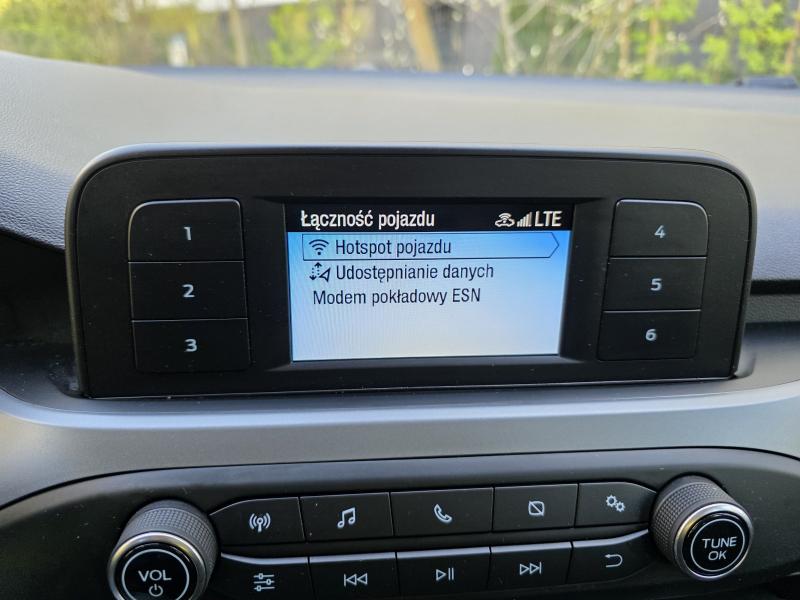 Łączność pojazdu LTE
Hotspot pojazdu
Udostępnianie danych
Modem pokładowy ESN
1
2
3
4
5
6
VOL
TUNE
OK